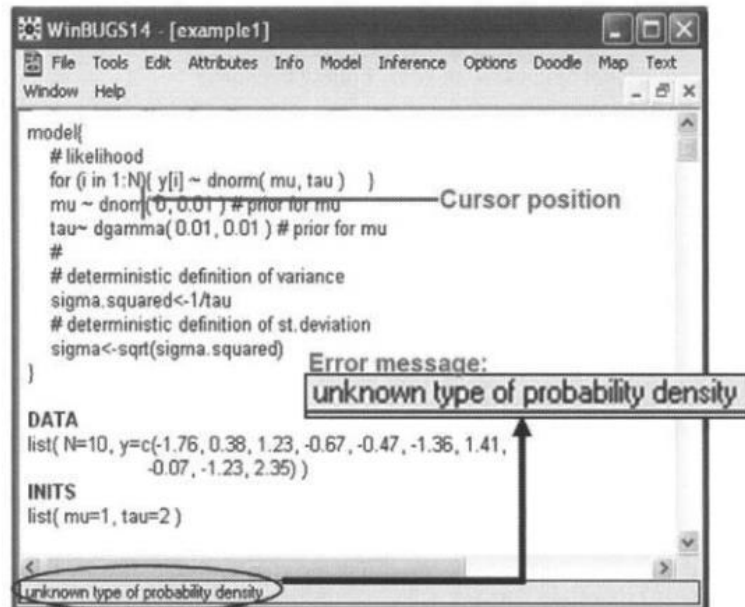 WinBUGS14 - [example1]
File Tools Edit Attributes Info Model Inference Options Doodle Map Text
Window Help
model{
# likelihood
for (i in 1:N){ y[i] ~ dnorm( mu, tau ) }
mu ~ dnom( 0, 0.01 ) # prior for mu
Cursor position
tau~ dgamma( 0.01, 0.01 ) # prior for mu
#
# deterministic definition of variance
sigma.squared<-1/tau
# deterministic definition of st.deviation
sigma<-sqrt(sigma.squared)
}
Error message:
unknown type of probability density
DATA
list( N=10, y=c(-1.76, 0.38, 1.23, -0.67, -0.47, -1.36, 1.41,
-0.07, -1.23, 2.35) )
INITS
list( mu=1, tau=2 )
unknown type of probability density